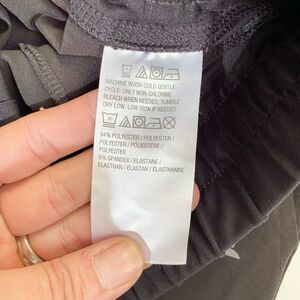 MACHINE WASH COLD GENTLE
CYCLE. ONLY NON-CHLORINE
BLEACH WHEN NEEDED. TUMBLE
DRY LOW. LOW IRON IF NEEDED.
94% POLYESTER / POLYESTER /
POLYESTER / POLIESTERE /
POLYESTER
6% SPANDEX / ELASTANE /
ELASTHAN / ELASTAN / ÉLASTHANNE